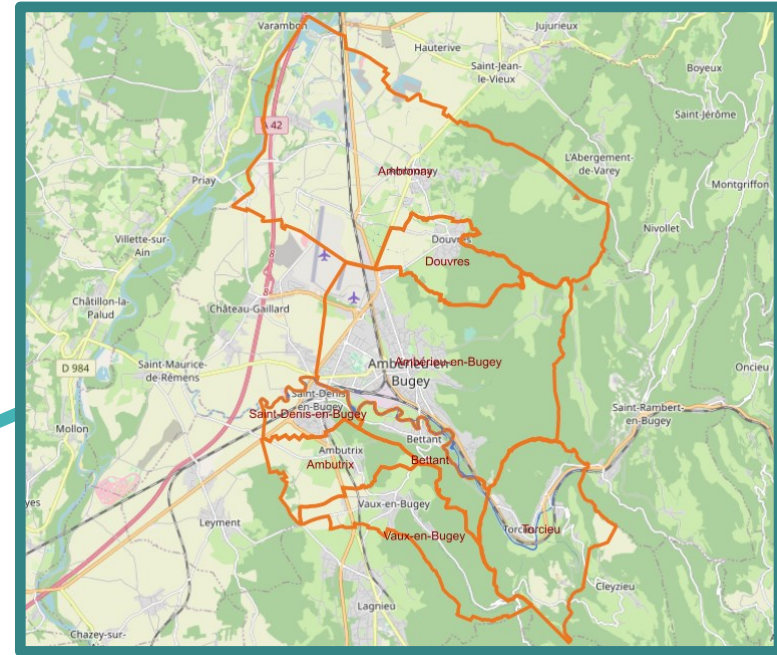 Varambon
Jujurieux
Hauterive
Saint-Jean-
le-Vieux
Boyeux
Saint-Jérôme
A 42
L'Abergement-
de-Varey
Ambronay
Priay
Montgriffon
Douvres
Nivollet
Villette-sur-
Ain
Douvres
Châtillon-la-
Palud
Château-Gaillard
D 984
Saint-Maurice-
de-Rémens
Ambérieu-en-
Bugey
Ambérieu-en-Bugey
Oncieu
Saint-Denis-
en-Bugey
Saint-Denis-en-Bugey
Saint-Rambert-
en-Bugey
Mollon
Bettant
Ambutrix
Bettant
Ambutrix
Vaux-en-Bugey
Leyment
Torcieu
Torcieu
Vaux-en-Bugey
Cleyzieu
Lagnieu
Chazey-sur-